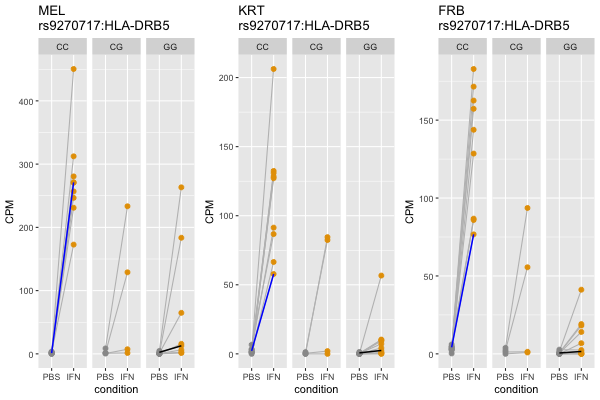 MEL
rs9270717:HLA-DRB5
CC CG GG
CPM
400
300
200
100
0
PBS IFN PBS IFN PBS IFN
condition
KRT
rs9270717:HLA-DRB5
CC CG GG
CPM
200
150
100
50
0
PBS IFN PBS IFN PBS IFN
condition
FRB
rs9270717:HLA-DRB5
CC CG GG
CPM
150
100
50
0
PBS IFN PBS IFN PBS IFN
condition